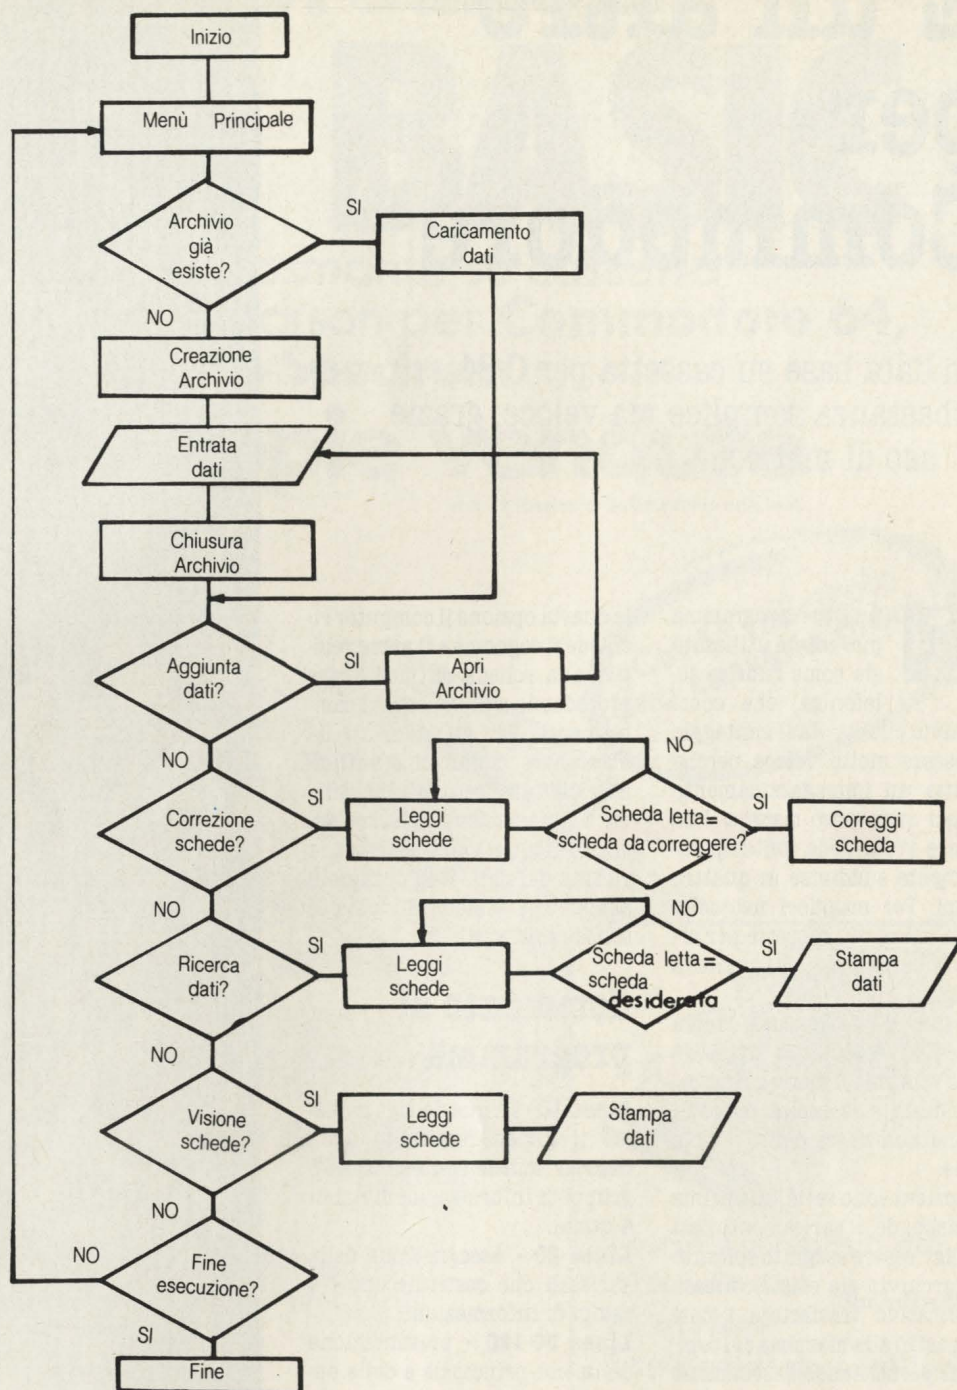 Inizio
Menù Principale
Archivio
già
esiste?
SI
Caricamento
dati
NO
Creazione
Archivio
Entrata
dati
Chiusura
Archivio
Aggiunta
dati?
SI
Apri
Archivio
NO
Correzione
schede?
SI
Leggi
schede
NO
Scheda letta=
scheda da correggere?
SI
Correggi
scheda
NO
Ricerca
dati?
SI
Leggi
schede
NO
Scheda letta=
scheda
desiderata
SI
Stampa
dati
NO
Visione
schede?
SI
Leggi
schede
Stampa
dati
NO
Fine
esecuzione?
NO
SI
Fine